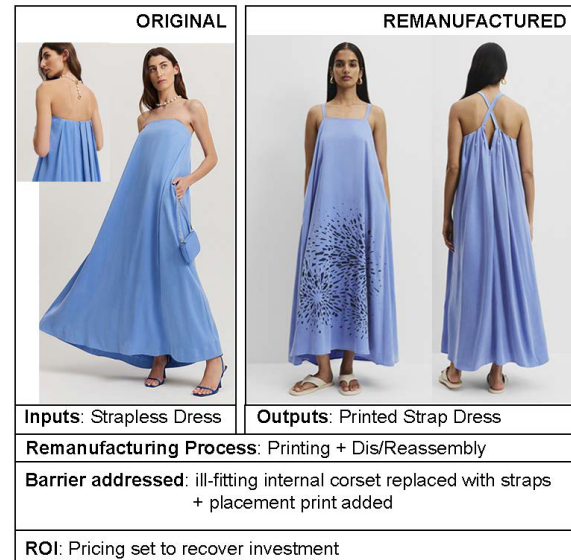 ORIGINAL
REMANUFACTURED
Inputs: Strapless Dress
Outputs: Printed Strap Dress
Remanufacturing Process: Printing + Dis/Reassembly
Barrier addressed: ill-fitting internal corset replaced with straps
+ placement print added
ROI: Pricing set to recover investment